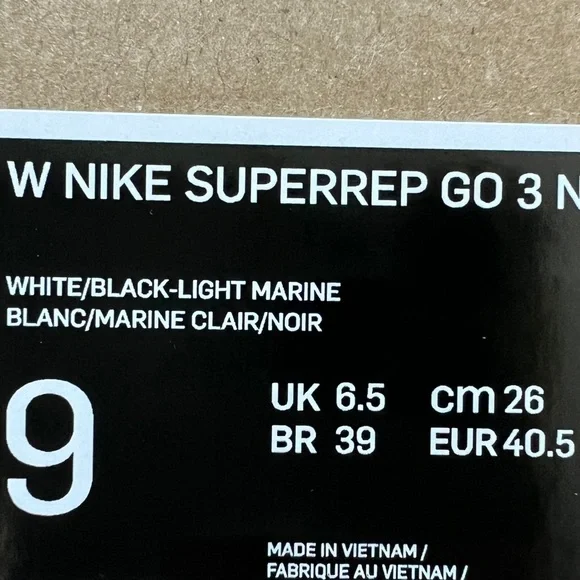 W NIKE SUPERREP GO 3 N
WHITE/BLACK-LIGHT MARINE
BLANC/MARINE CLAIR/NOIR
9
UK 6.5 cm 26
BR 39 EUR 40.5
MADE IN VIETNAM /
FABRIQUE AU VIETNAM /